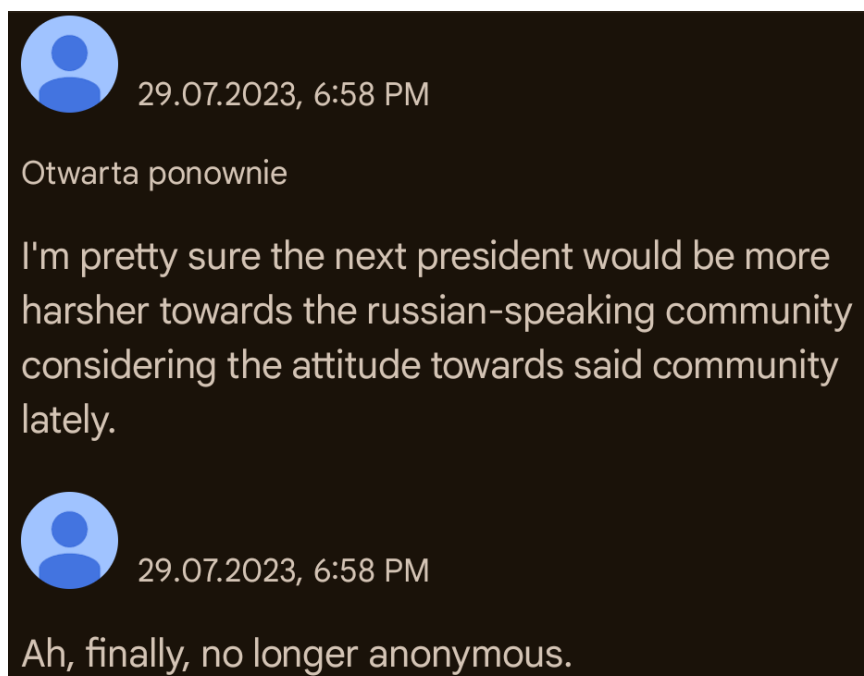 29.07.2023, 6:58 PM
Otwarta ponownie
I'm pretty sure the next president would be more
harsher towards the russian-speaking community
considering the attitude towards said community
lately.
29.07.2023, 6:58 PM
Ah, finally, no longer anonymous.